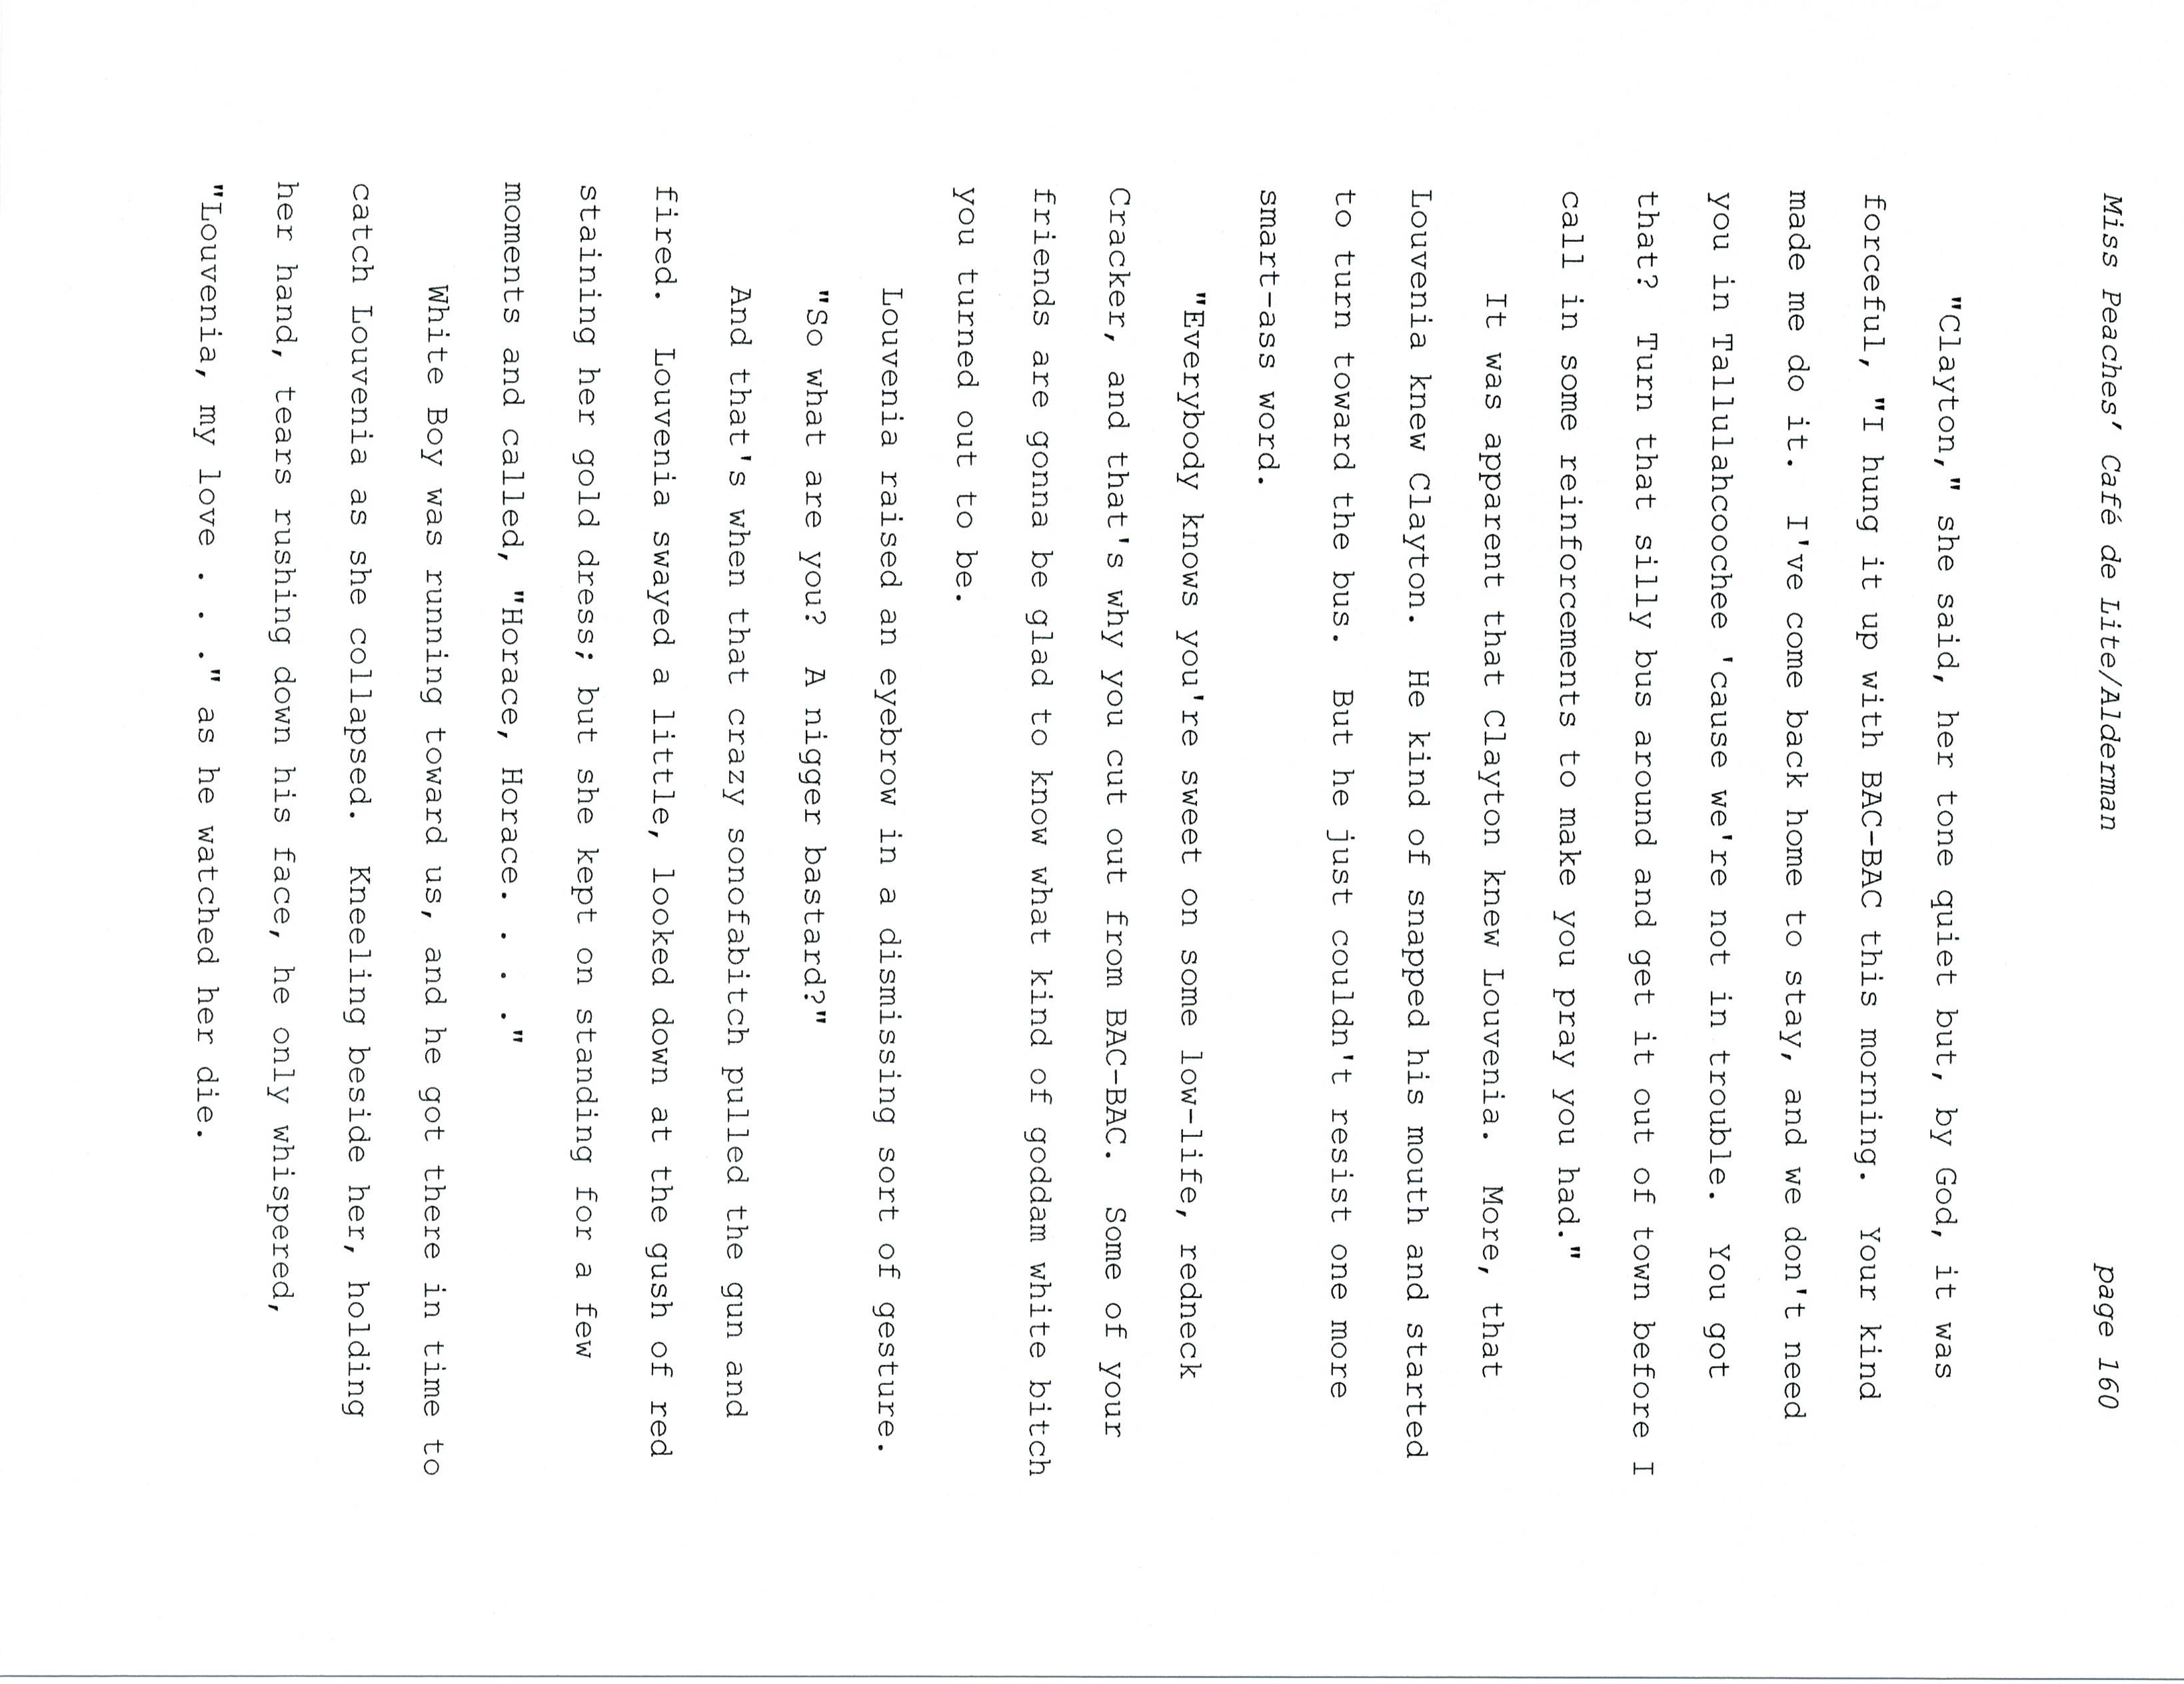 Miss Peaches' Café de Lite/Alderman page 160
"Clayton," she said, her tone quiet but, by God, it was
forceful, "I hung it up with BAC-BAC this morning. Your kind
made me do it. I've come back home to stay, and we don't need
you in Tallulahcoochee 'cause we're not in trouble. You got
that? Turn that silly bus around and get it out of town before I
call in some reinforcements to make you pray you had."
It was apparent that Clayton knew Louvenia. More, that
Louvenia knew Clayton. He kind of snapped his mouth and started
to turn toward the bus. But he just couldn't resist one more
smart-ass word.
"Everybody knows you're sweet on some low-life, redneck
Cracker, and that's why you cut out from BAC-BAC. Some of your
friends are gonna be glad to know what kind of goddam white bitch
you turned out to be.
Louvenia raised an eyebrow in a dismissing sort of gesture.
"So what are you? A nigger bastard?"
And that's when that crazy sonofabitch pulled the gun and
fired. Louvenia swayed a little, looked down at the gush of red
staining her gold dress; but she kept on standing for a few
moments and called, "Horace, Horace. . . ."
White Boy was running toward us, and he got there in time to
catch Louvenia as she collapsed. Kneeling beside her, holding
her hand, tears rushing down his face, he only whispered,
"Louvenia, my love . . ." as he watched her die.